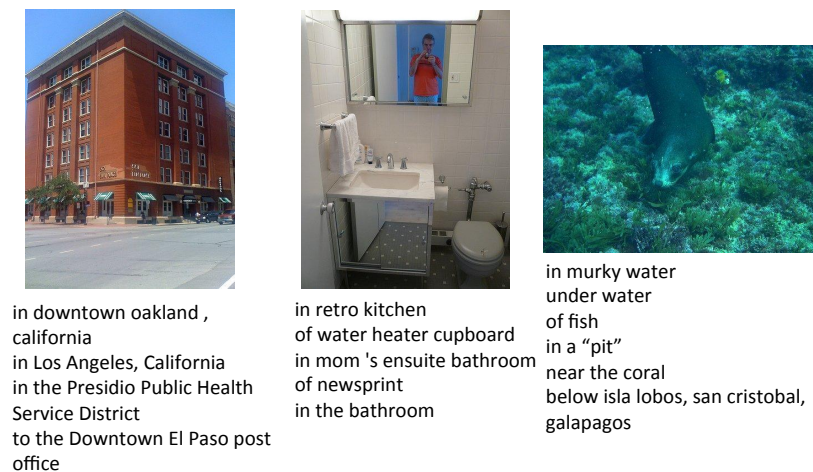 in downtown oakland ,
california
in Los Angeles, California
in the Presidio Public Health
Service District
to the Downtown El Paso post
office
in retro kitchen
of water heater cupboard
in mom 's ensuite bathroom
of newsprint
in the bathroom
in murky water
under water
of fish
in a “pit”
near the coral
below isla lobos, san cristobal,
galapagos